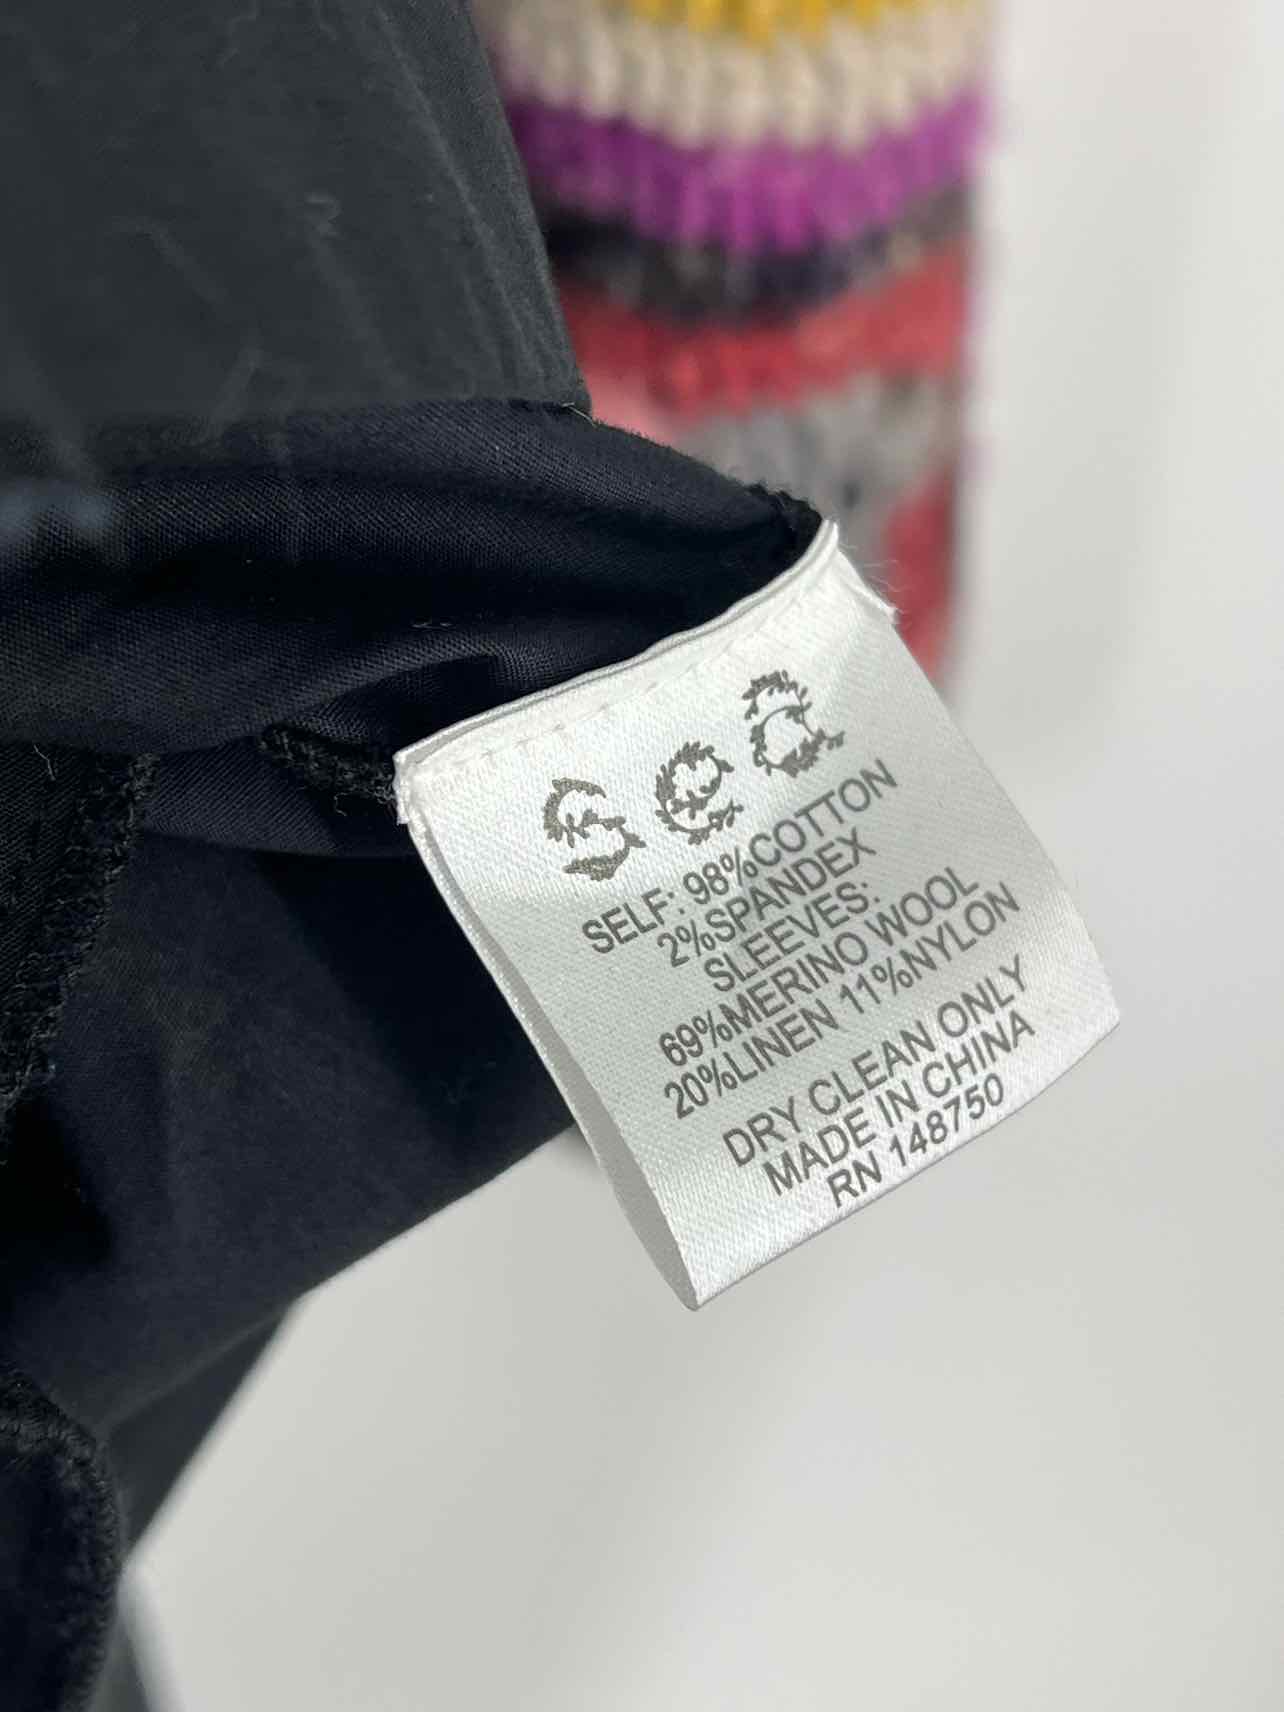 SeA
SELF: 98%COTTON
2%SPANDEX
SLEEVES:
69%MERINO WOOL
20%LINEN 11%NYLON
DRY CLEAN ONLY
MADE IN CHINA
RN 148750